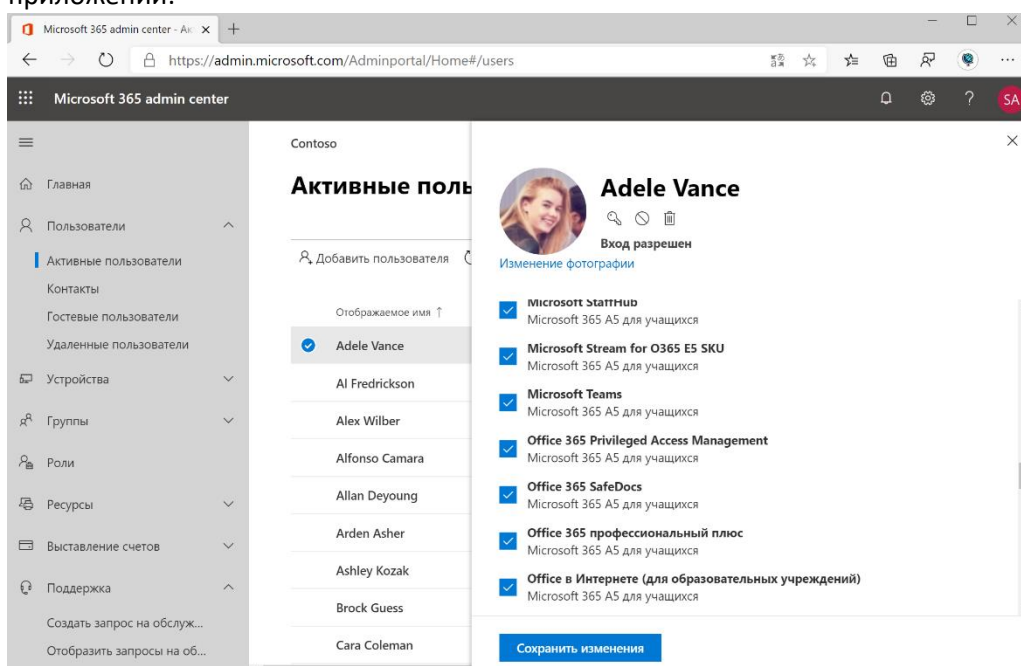 приложений.
Microsoft 365 admin center - Ак
https://admin.microsoft.com/Adminportal/Home#/users
Microsoft 365 admin center
SA
Главная
Пользователи
Активные пользователи
Контакты
Гостевые пользователи
Удаленные пользователи
Устройства
Группы
Роли
Ресурсы
Выставление счетов
Поддержка
Создать запрос на обслуж...
Отобразить запросы на об...
Contoso
Активные поль
Добавить пользователя
Отображаемое имя ↑
Adele Vance
Al Fredrickson
Alex Wilber
Alfonso Camara
Allan Deyoung
Arden Asher
Ashley Kozak
Brock Guess
Cara Coleman
Adele Vance
Вход разрешен
Изменение фотографии
Microsoft StaffHub
Microsoft 365 A5 для учащихся
Microsoft Stream for O365 E5 SKU
Microsoft 365 A5 для учащихся
Microsoft Teams
Microsoft 365 A5 для учащихся
Office 365 Privileged Access Management
Microsoft 365 A5 для учащихся
Office 365 SafeDocs
Microsoft 365 A5 для учащихся
Office 365 профессиональный плюс
Microsoft 365 A5 для учащихся
Office в Интернете (для образовательных учреждений)
Microsoft 365 A5 для учащихся
Сохранить изменения